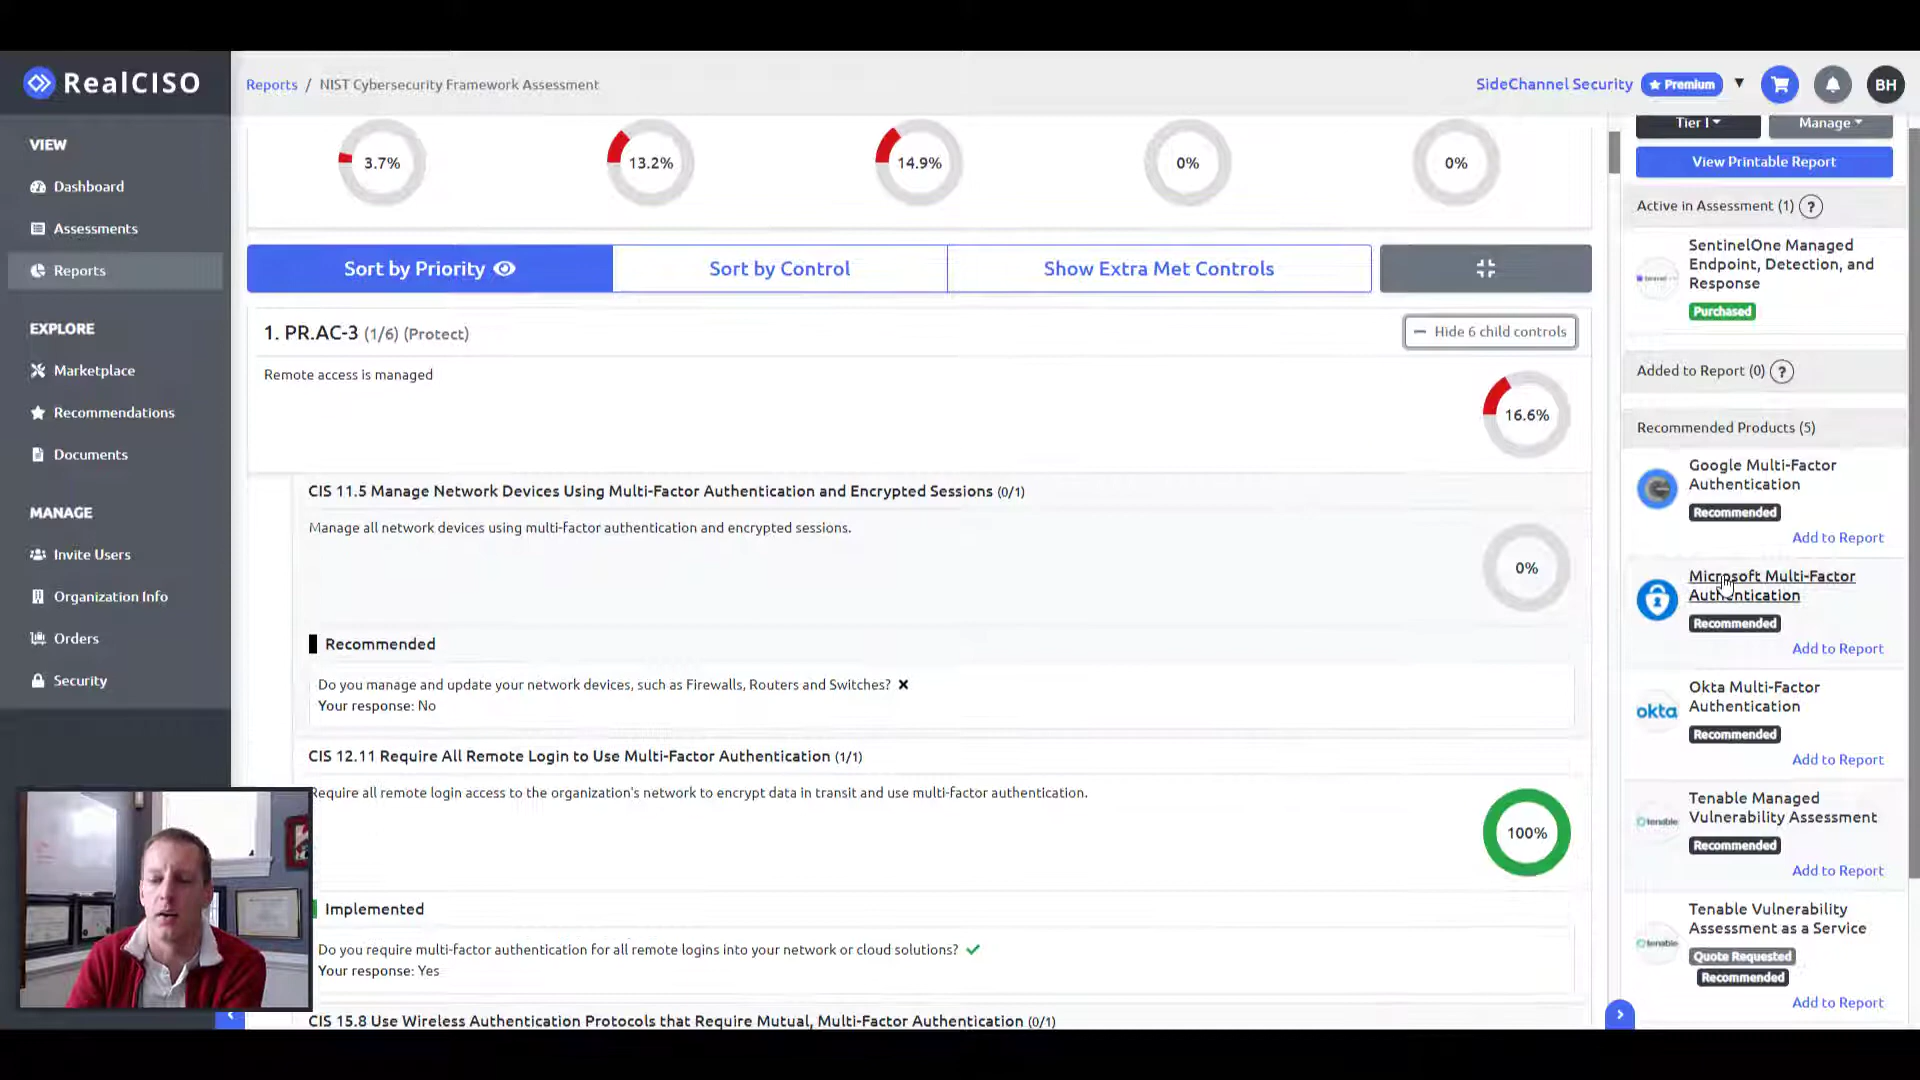 RealCISO
Reports / NIST Cybersecurity Framework Assessment
SideChannel Security
Premium
BH
VIEW
Dashboard
Assessments
Reports
EXPLORE
Marketplace
Recommendations
Documents
MANAGE
Invite Users
Organization Info
Orders
Security
3.7%
13.2%
14.9%
0%
0%
Sort by Priority
Sort by Control
Show Extra Met Controls
1. PR.AC-3 (1/6) (Protect)
Hide 6 child controls
Remote access is managed
16.6%
CIS 11.5 Manage Network Devices Using Multi-Factor Authentication and Encrypted Sessions (0/1)
Manage all network devices using multi-factor authentication and encrypted sessions.
0%
Recommended
Do you manage and update your network devices, such as Firewalls, Routers and Switches?
Your response: No
CIS 12.11 Require All Remote Login to Use Multi-Factor Authentication (1/1)
Require all remote login access to the organization's network to encrypt data in transit and use multi-factor authentication.
100%
Implemented
Do you require multi-factor authentication for all remote logins into your network or cloud solutions?
Your response: Yes
CIS 15.8 Use Wireless Authentication Protocols that Require Mutual, Multi-Factor Authentication (0/1)
Tier I
Manage
View Printable Report
Active in Assessment (1) ?
SentinelOne Managed
Endpoint, Detection, and
Response
Purchased
Added to Report (0) ?
Recommended Products (5)
Google Multi-Factor
Authentication
Recommended
Add to Report
Microsoft Multi-Factor
Authentication
Recommended
Add to Report
okta
Okta Multi-Factor
Authentication
Recommended
Add to Report
tenable
Tenable Managed
Vulnerability Assessment
Recommended
Add to Report
tenable
Tenable Vulnerability
Assessment as a Service
Quote Requested
Recommended
Add to Report